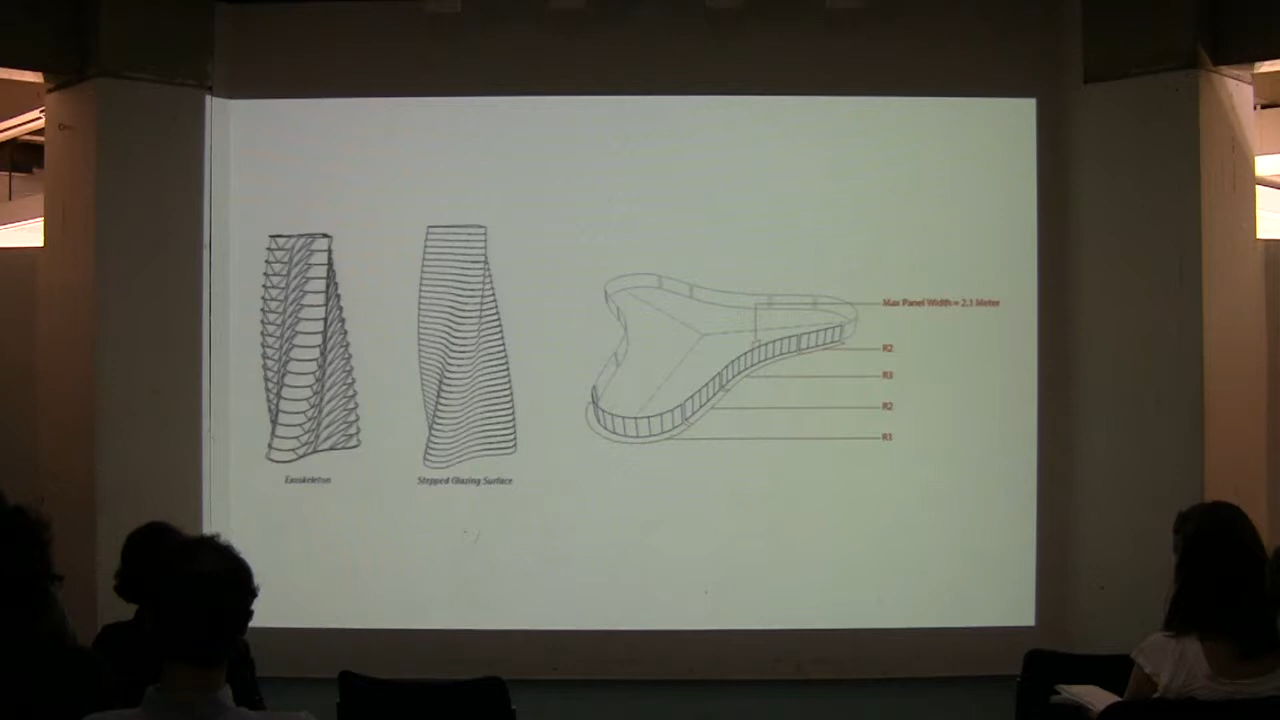 Max Panel Width = 2.1 Meter
R2
R3
R2
R1
Exoskeleton
Stepped Glazing Surface